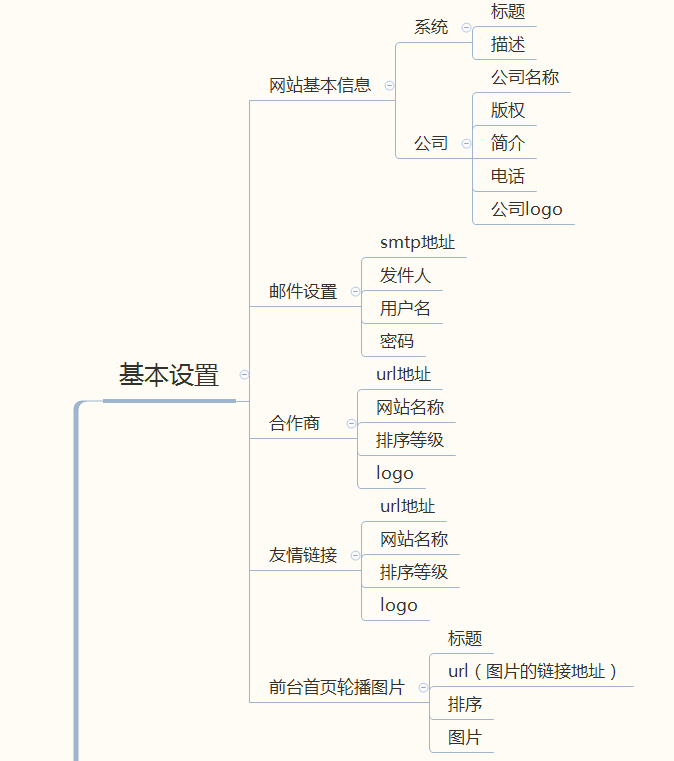 基本设置
网站基本信息
系统
标题
描述
公司
公司名称
版权
简介
电话
公司logo
邮件设置
smtp地址
发件人
用户名
密码
合作商
url地址
网站名称
排序等级
logo
友情链接
url地址
网站名称
排序等级
logo
前台首页轮播图片
标题
url（图片的链接地址）
排序
图片